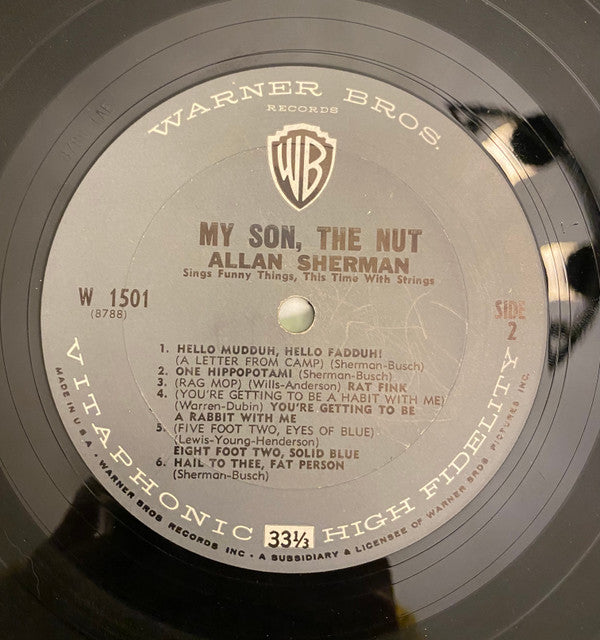 WARNER BROS.
RECORDS
WB
MY SON, THE NUT
ALLAN SHERMAN
Sings Funny Things, This Time With Strings
W 1501
(8788)
SIDE
2
1. HELLO MUDDUH, HELLO FADDUH!
(A LETTER FROM CAMP) (Sherman-Busch)
2. ONE HIPPOPOTAMI (Sherman-Busch)
3. (RAG MOP) (Wills-Anderson) RAT FINK
4. (YOU'RE GETTING TO BE A HABIT WITH ME)
(Warren-Dubin) YOU'RE GETTING TO BE
A RABBIT WITH ME
5. (FIVE FOOT TWO, EYES OF BLUE)
(Lewis-Young-Henderson)
EIGHT FOOT TWO, SOLID BLUE
6. HAIL TO THEE, FAT PERSON
(Sherman-Busch)
VITAPHONIC 33⅓ HIGH FIDELITY
MADE IN U.S.A. • WARNER BROS. RECORDS INC. • A SUBSIDIARY & LICENSEE OF WARNER BROS. PICTURES, INC.